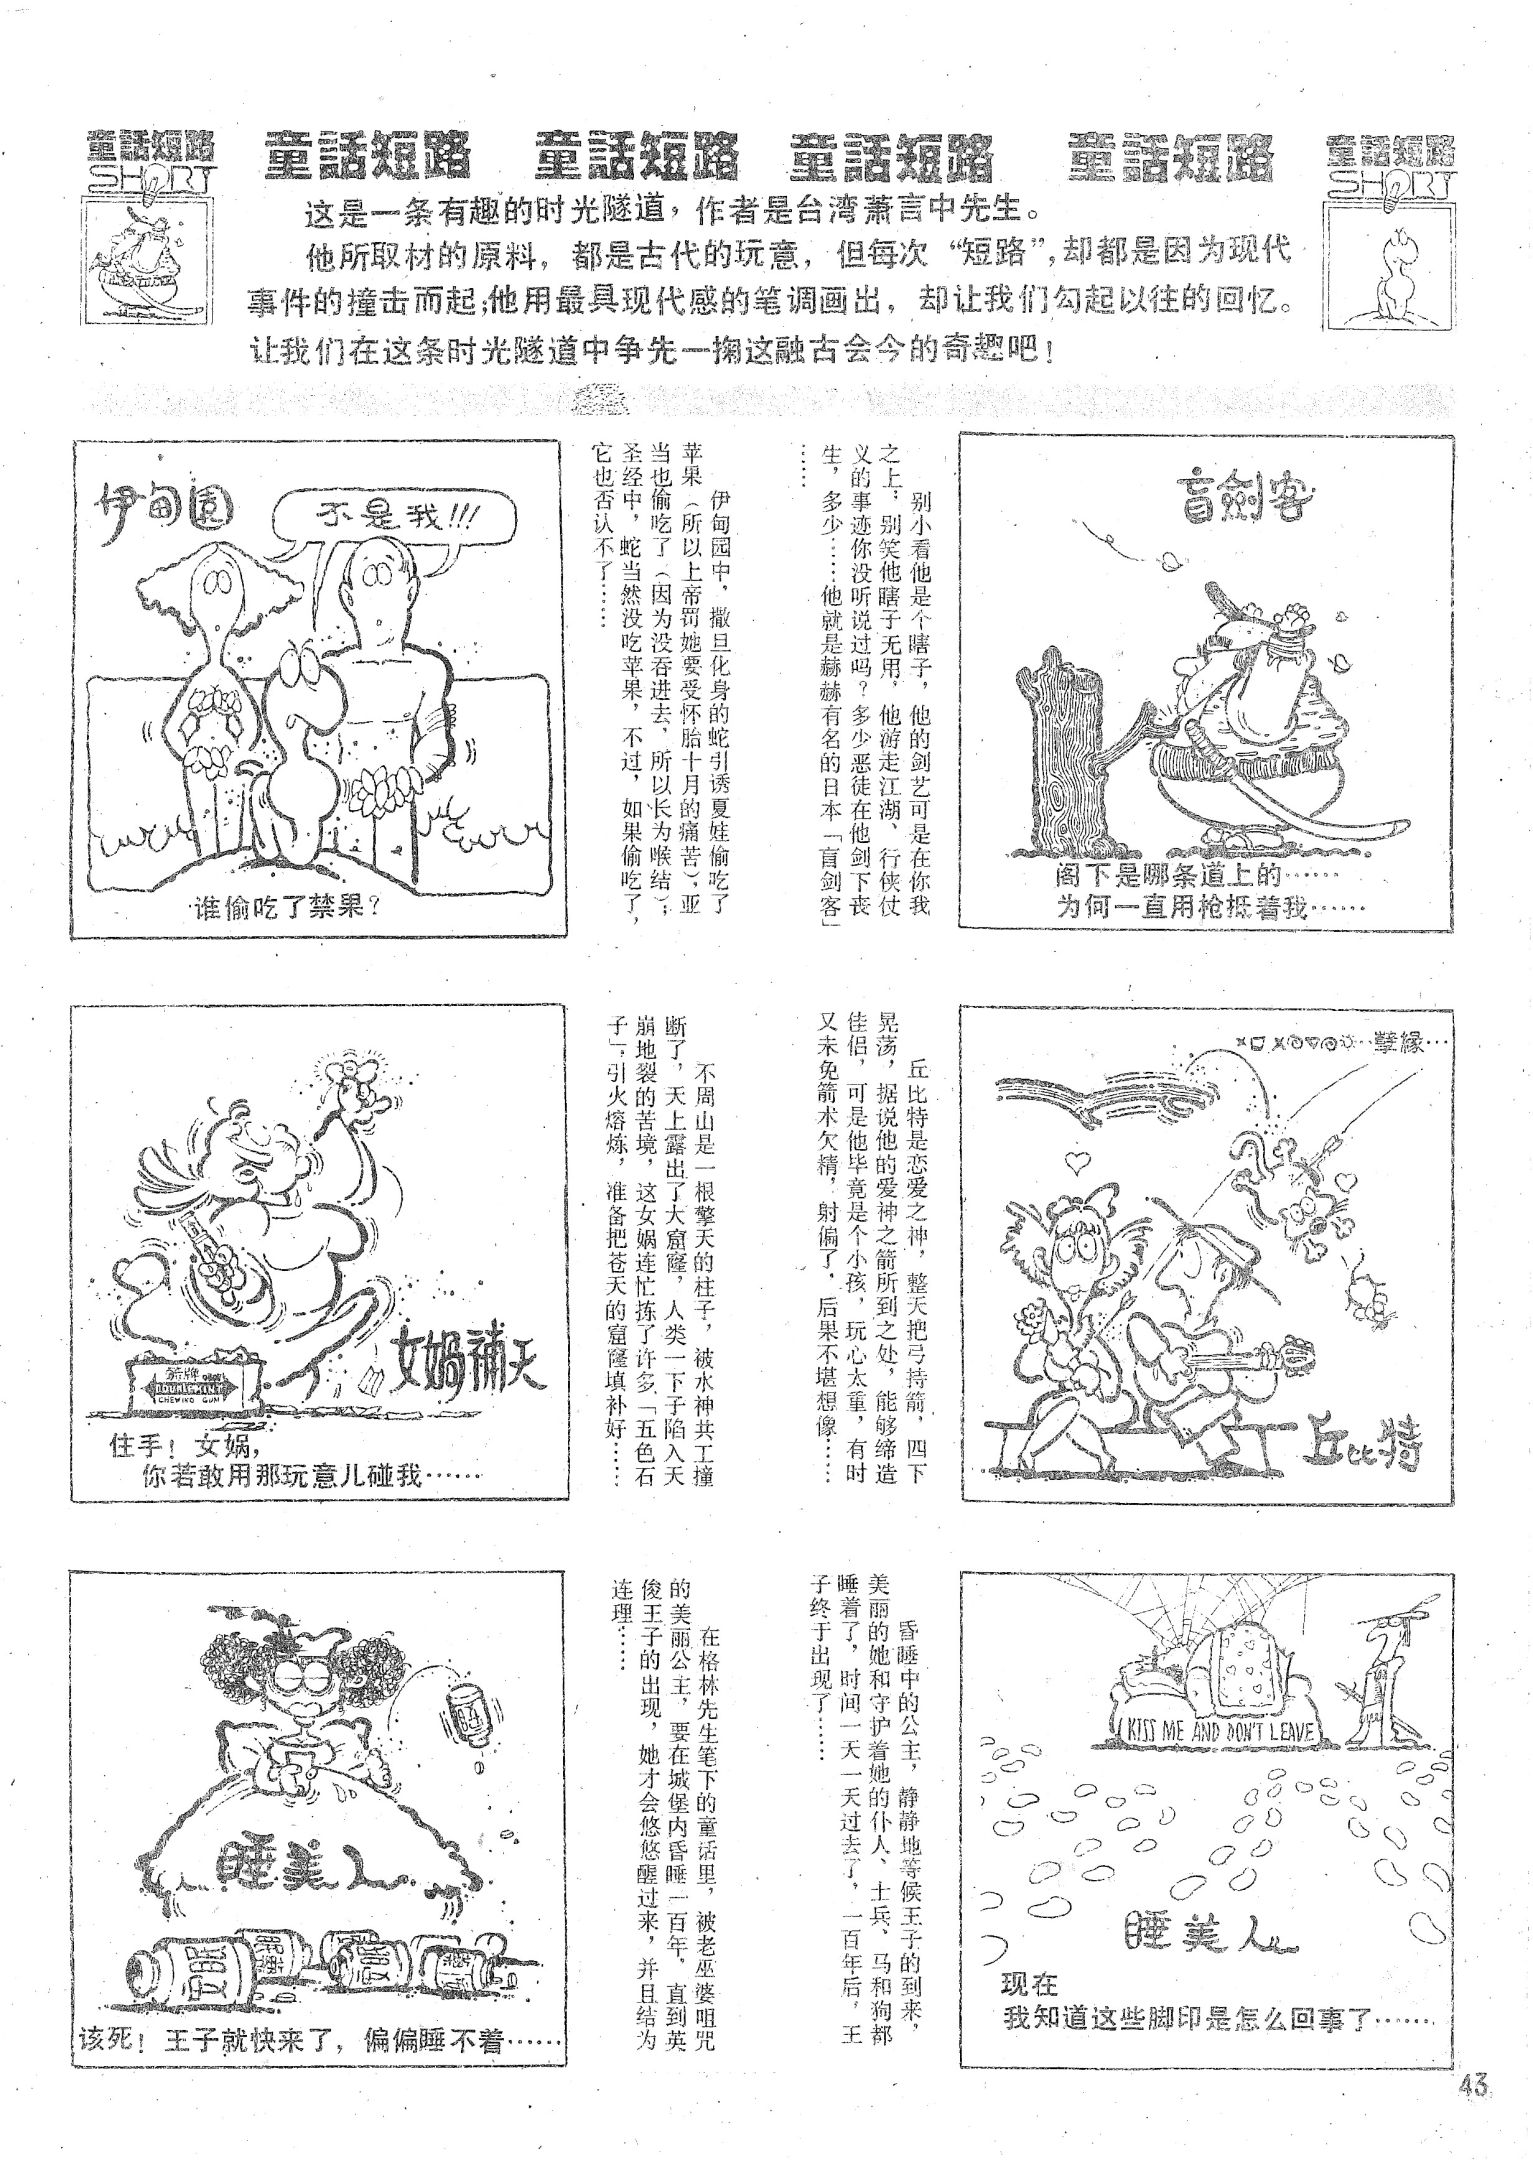 童話短路
SHORT
童話短路 童話短路 童話短路 童話短路
童話短路
SHORT
这是一条有趣的时光隧道，作者是台湾萧言中先生。
他所取材的原料，都是古代的玩意，但每次“短路”，却都是因为现代
事件的撞击而起；他用最具现代感的笔调画出，却让我们勾起以往的回忆。
让我们在这条时光隧道中争先一掬这融古会今的奇趣吧！
伊甸園
不是我!!!
谁偷吃了禁果？
伊甸园中，撒旦化身的蛇引诱夏娃偷吃了
苹果（所以上帝罚她要受怀胎十月的痛苦），亚
当也偷吃了（因为没吞进去，所以长为喉结）；
圣经中，蛇当然没吃苹果，不过，如果偷吃了，
它也否认不了……
盲劍客
阁下是哪条道上的……
为何一直用枪抵着我……
别小看他是个瞎子，他的剑艺可是在你我
之上，别笑他瞎子无用，他游走江湖、行侠仗
义的事迹你没听说过吗？多少恶徒在他剑下丧
生，多少……他就是赫赫有名的日本「盲剑客」
……
箭牌
DOUBLEMINT
CHEWING GUM
女媧補天
住手！女娲，
你若敢用那玩意儿碰我……
不周山是一根擎天的柱子，被水神共工撞
断了，天上露出了大窟窿，人类一下子陷入天
崩地裂的苦境，这女娲连忙拣了许多「五色石
子」，引火熔炼，准备把苍天的窟窿填补好……
…孽緣…
丘比特
丘比特是恋爱之神，整天把弓持箭，四下
晃荡，据说他的爱神之箭所到之处，能够缔造
佳侣，可是他毕竟是个小孩，玩心太重，有时
又未免箭术欠精，射偏了，后果不堪想像……
睡美人
该死！王子就快来了，偏偏睡不着……
在格林先生笔下的童话里，被老巫婆咀咒
的美丽公主，要在城堡内昏睡一百年，直到英
俊王子的出现，她才会悠悠醒过来，并且结为
连理……
KISS ME AND DON'T LEAVE
睡美人
现在
我知道这些脚印是怎么回事了……
昏睡中的公主，静静地等候王子的到来，
美丽的她和守护着她的仆人、士兵、马和狗都
睡着了，时间一天一天过去了，一百年后，王
子终于出现了……
43